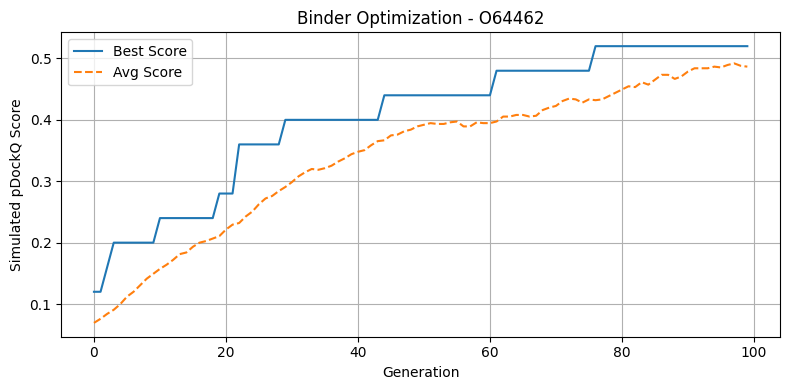 Binder Optimization - O64462
Best Score
Avg Score
Simulated pDockQ Score
0.5
0.4
0.3
0.2
0.1
0 20 40 60 80 100
Generation